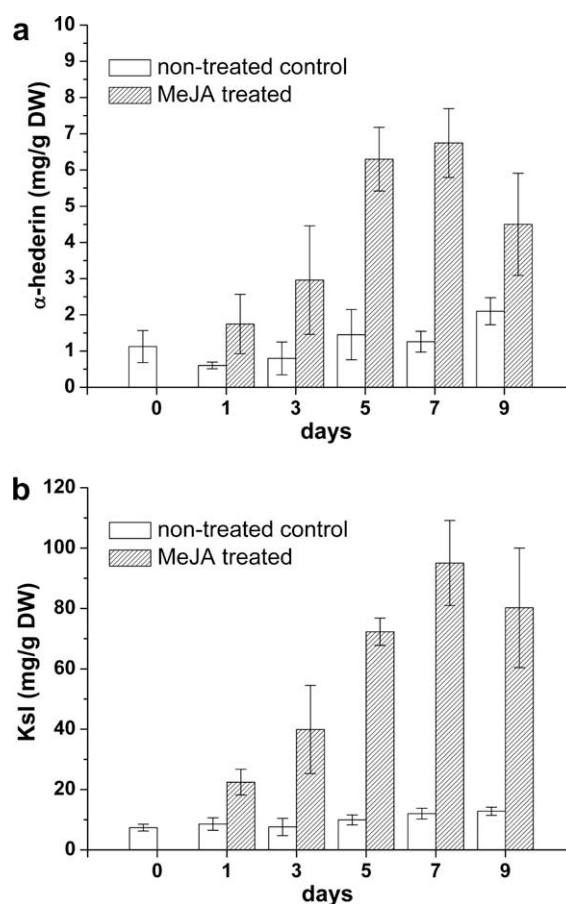 a
10
9
8
7
6
5
4
3
2
1
0
α-hederin (mg/g DW)
non-treated control
MeJA treated
0 1 3 5 7 9
days
b
120
100
80
60
40
20
0
Ksl (mg/g DW)
non-treated control
MeJA treated
0 1 3 5 7 9
days